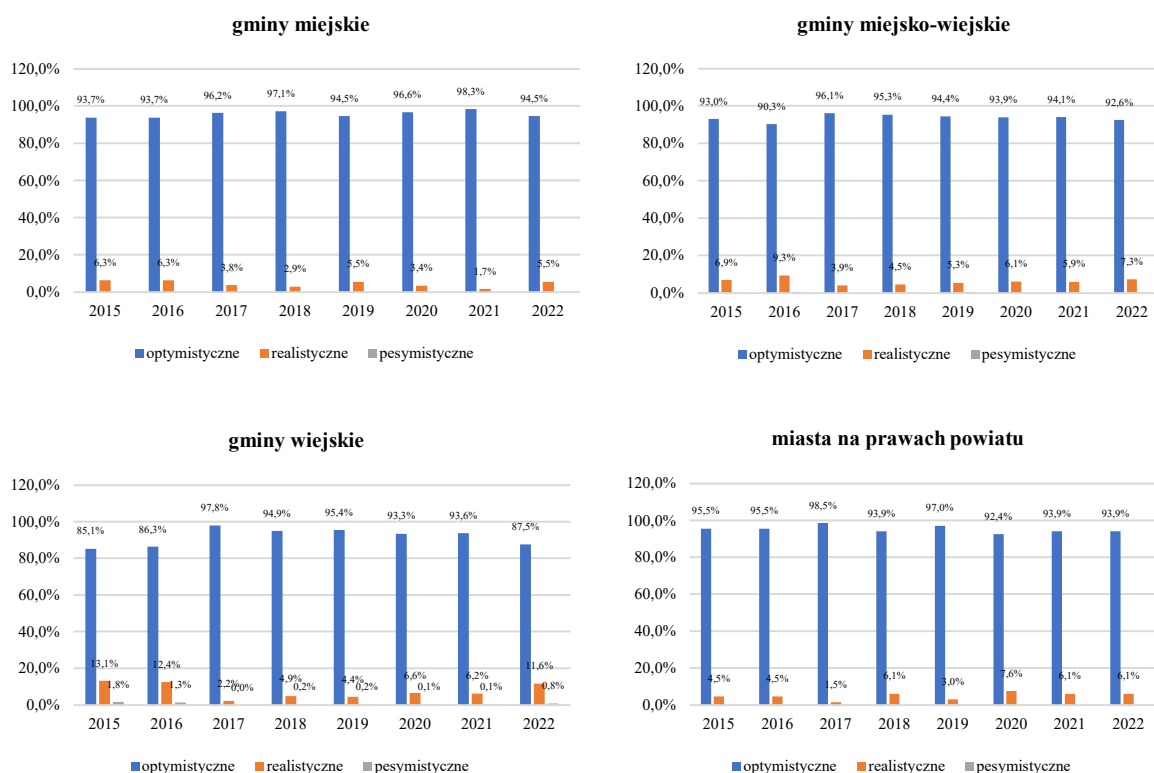 gminy miejskie
120,0%
100,0%
80,0%
60,0%
40,0%
20,0%
0,0%
93,7% 93,7% 96,2% 97,1% 94,5% 96,6% 98,3% 94,5%
6,3% 6,3% 3,8% 2,9% 5,5% 3,4% 1,7% 5,5%
2015 2016 2017 2018 2019 2020 2021 2022
optymistyczne realistyczne pesymistyczne
gminy miejsko-wiejskie
120,0%
100,0%
80,0%
60,0%
40,0%
20,0%
0,0%
93,0% 90,3% 96,1% 95,3% 94,4% 93,9% 94,1% 92,6%
6,9% 9,3% 3,9% 4,5% 5,3% 6,1% 5,9% 7,3%
2015 2016 2017 2018 2019 2020 2021 2022
optymistyczne realistyczne pesymistyczne
gminy wiejskie
120,0%
100,0%
80,0%
60,0%
40,0%
20,0%
0,0%
85,1% 86,3% 97,8% 94,9% 95,4% 93,3% 93,6% 87,5%
13,1% 12,4% 2,2% 4,9% 4,4% 6,6% 6,2% 11,6%
1,8% 1,3% 0,0% 0,2% 0,2% 0,1% 0,1% 0,8%
2015 2016 2017 2018 2019 2020 2021 2022
optymistyczne realistyczne pesymistyczne
miasta na prawach powiatu
120,0%
100,0%
80,0%
60,0%
40,0%
20,0%
0,0%
95,5% 95,5% 98,5% 93,9% 97,0% 92,4% 93,9% 93,9%
4,5% 4,5% 1,5% 6,1% 3,0% 7,6% 6,1% 6,1%
2015 2016 2017 2018 2019 2020 2021 2022
optymistyczne realistyczne pesymistyczne